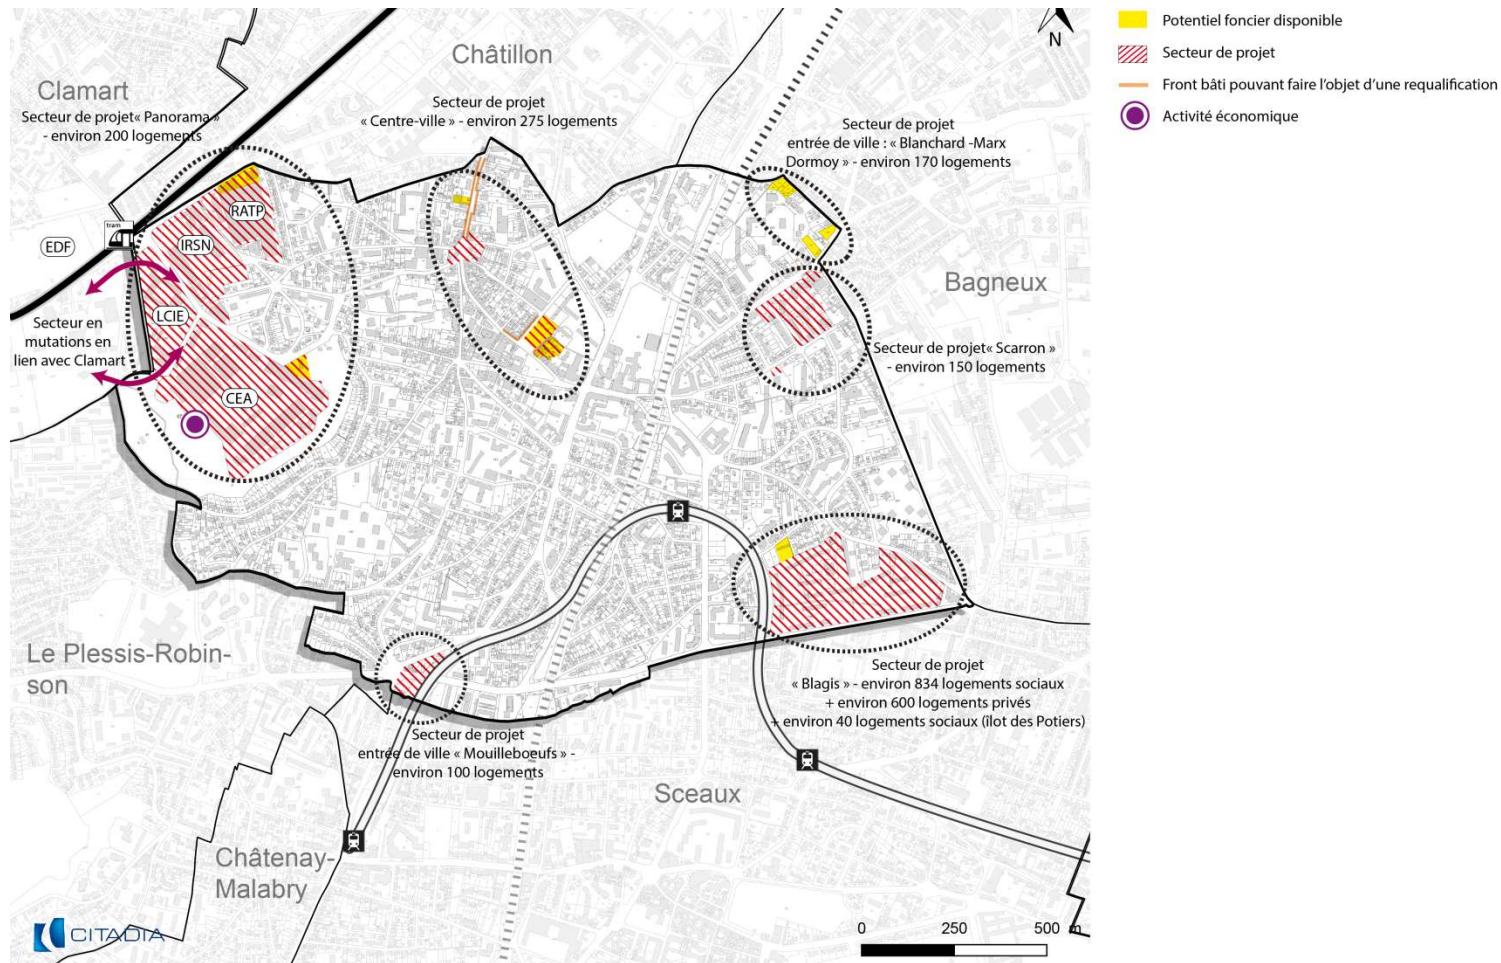 Potentiel foncier disponible
Secteur de projet
Front bâti pouvant faire l'objet d'une requalification
Activité économique
N
Châtillon
Clamart
Secteur de projet« Panorama »
- environ 200 logements
Secteur de projet
« Centre-ville » - environ 275 logements
Secteur de projet
entrée de ville : « Blanchard -Marx
Dormoy » - environ 170 logements
RATP
tram
EDF
IRSN
LCIE
Secteur en
mutations en
lien avec Clamart
CEA
Bagneux
Secteur de projet« Scarron »
- environ 150 logements
Le Plessis-Robin-
son
Secteur de projet
« Blagis » - environ 834 logements sociaux
+ environ 600 logements privés
+ environ 40 logements sociaux (îlot des Potiers)
Secteur de projet
entrée de ville « Mouilleboeufs » -
environ 100 logements
Sceaux
Châtenay-
Malabry
CITADIA
0 250 500 m